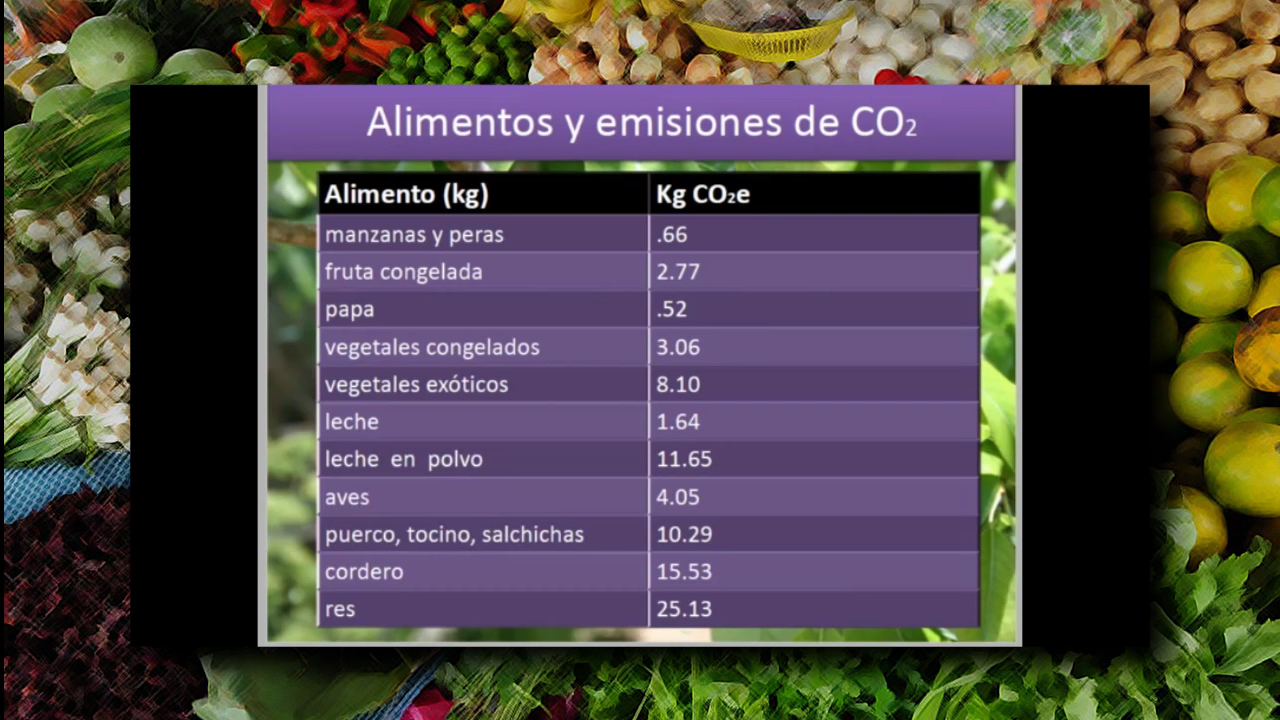 Alimentos y emisiones de CO₂
Alimento (kg) Kg CO₂e
manzanas y peras .66
fruta congelada 2.77
papa .52
vegetales congelados 3.06
vegetales exóticos 8.10
leche 1.64
leche en polvo 11.65
aves 4.05
puerco, tocino, salchichas 10.29
cordero 15.53
res 25.13